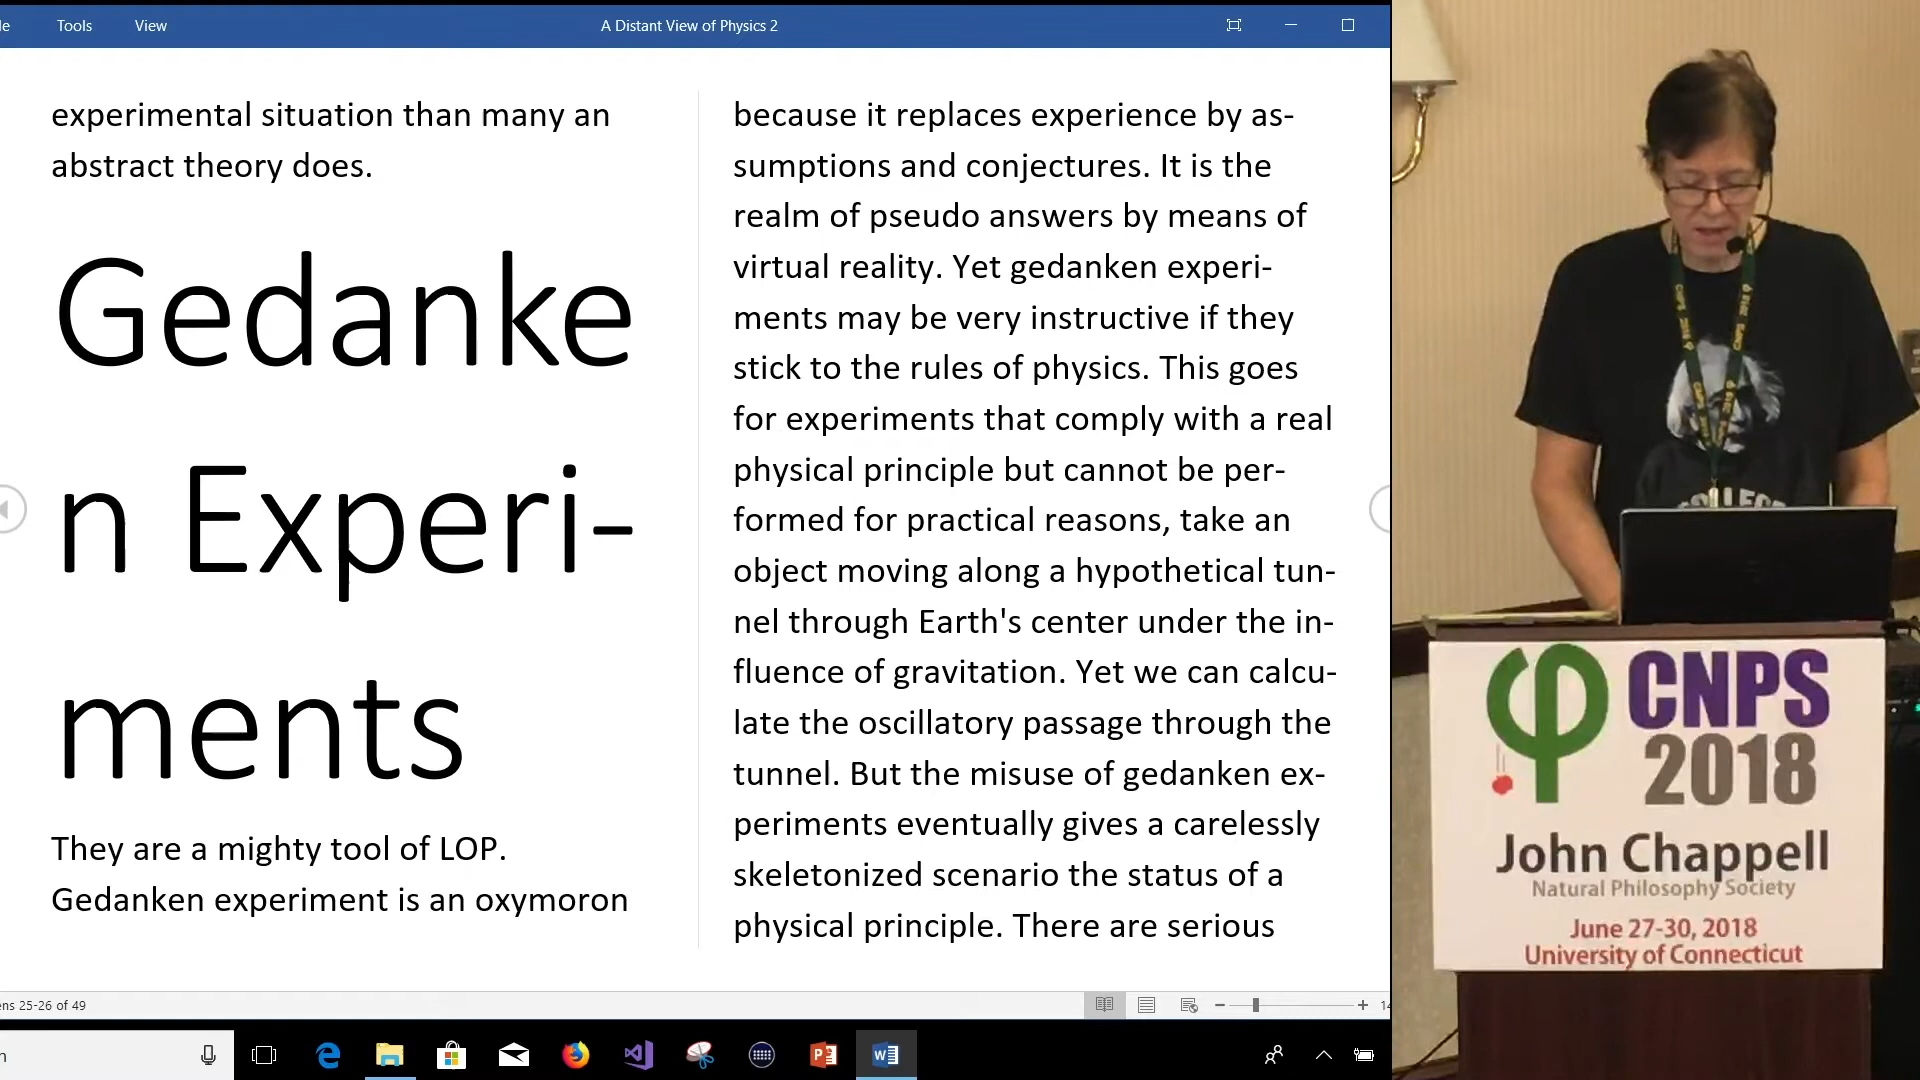 le Tools View A Distant View of Physics 2
experimental situation than many an
abstract theory does.
Gedanke
n Experi-
ments
They are a mighty tool of LOP.
Gedanken experiment is an oxymoron
because it replaces experience by as-
sumptions and conjectures. It is the
realm of pseudo answers by means of
virtual reality. Yet gedanken experi-
ments may be very instructive if they
stick to the rules of physics. This goes
for experiments that comply with a real
physical principle but cannot be per-
formed for practical reasons, take an
object moving along a hypothetical tun-
nel through Earth's center under the in-
fluence of gravitation. Yet we can calcu-
late the oscillatory passage through the
tunnel. But the misuse of gedanken ex-
periments eventually gives a carelessly
skeletonized scenario the status of a
physical principle. There are serious
ens 25-26 of 49
CNPS
2018
John Chappell
Natural Philosophy Society
June 27-30, 2018
University of Connecticut